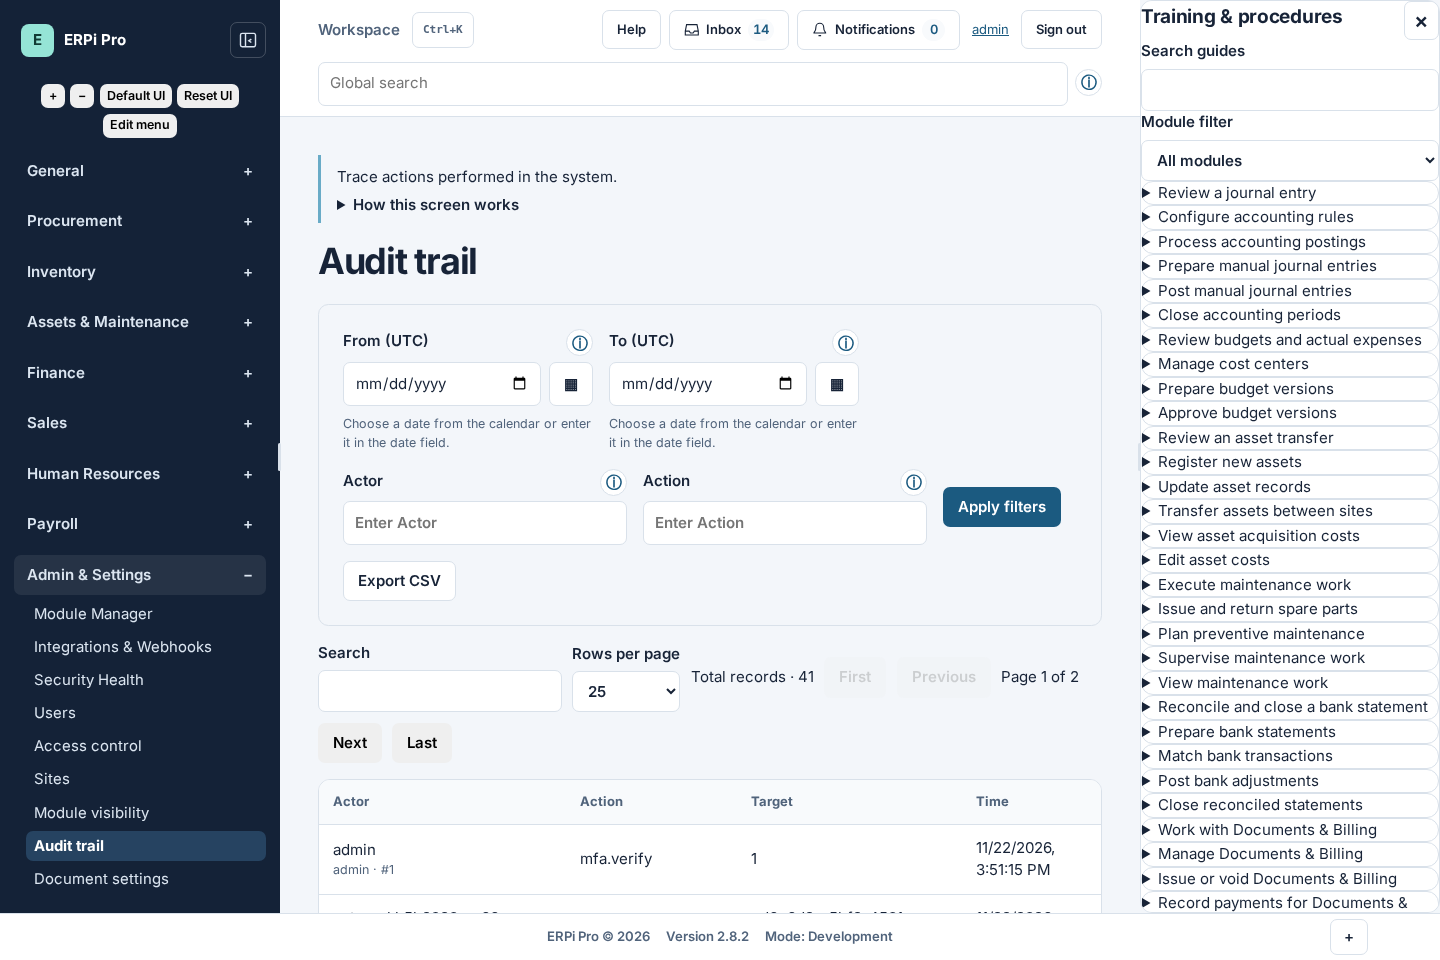 E ERPi Pro
+ − Default UI Reset UI
Edit menu
General +
Procurement +
Inventory +
Assets & Maintenance +
Finance +
Sales +
Human Resources +
Payroll +
Admin & Settings −
Module Manager
Integrations & Webhooks
Security Health
Users
Access control
Sites
Module visibility
Audit trail
Document settings
Workspace Ctrl+K Help Inbox 14 Notifications 0 admin Sign out
Global search
Trace actions performed in the system.
How this screen works
Audit trail
From (UTC) To (UTC)
mm/dd/yyyy mm/dd/yyyy
Choose a date from the calendar or enter it in the date field.
Choose a date from the calendar or enter it in the date field.
Actor Action
Enter Actor Enter Action Apply filters
Export CSV
Search Rows per page
25 Total records · 41 First Previous Page 1 of 2
Next Last
Actor Action Target Time
admin mfa.verify 1 11/22/2026,
admin · #1 3:51:15 PM
Training & procedures ×
Search guides
Module filter
All modules
Review a journal entry
Configure accounting rules
Process accounting postings
Prepare manual journal entries
Post manual journal entries
Close accounting periods
Review budgets and actual expenses
Manage cost centers
Prepare budget versions
Approve budget versions
Review an asset transfer
Register new assets
Update asset records
Transfer assets between sites
View asset acquisition costs
Edit asset costs
Execute maintenance work
Issue and return spare parts
Plan preventive maintenance
Supervise maintenance work
View maintenance work
Reconcile and close a bank statement
Prepare bank statements
Match bank transactions
Post bank adjustments
Close reconciled statements
Work with Documents & Billing
Manage Documents & Billing
Issue or void Documents & Billing
Record payments for Documents &
ERPi Pro © 2026 Version 2.8.2 Mode: Development +